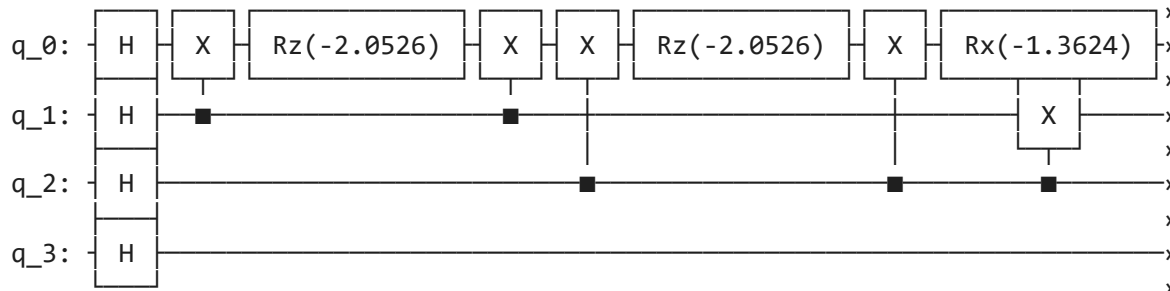 q_0: H X Rz(-2.0526) X X Rz(-2.0526) X Rx(-1.3624)
q_1: H X
q_2: H
q_3: H